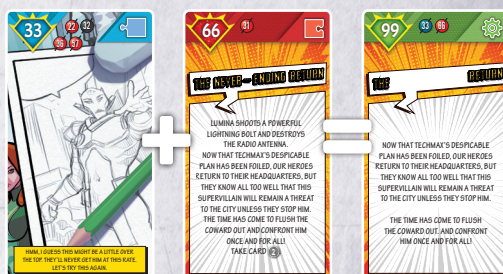 33
22 32
36 97
HMM, I GUESS THIS MIGHT BE A LITTLE OVER
THE TOP. THEY'LL NEVER GET HIM AT THIS RATE.
LET'S TRY THIS AGAIN.
+
66
31
THE NEVER-ENDING RETURN
LUMINA SHOOTS A POWERFUL
LIGHTNING BOLT AND DESTROYS
THE RADIO ANTENNA.
NOW THAT TECHMAX'S DESPICABLE
PLAN HAS BEEN FOILED, OUR HEROES
RETURN TO THEIR HEADQUARTERS, BUT
THEY KNOW ALL TOO WELL THAT THIS
SUPERVILLAIN WILL REMAIN A THREAT
TO THE CITY UNLESS THEY STOP HIM.
THE TIME HAS COME TO FLUSH THE
COWARD OUT AND CONFRONT HIM
ONCE AND FOR ALL!
TAKE CARD 2
=
99
33 66
THE RETURN
NOW THAT TECHMAX'S DESPICABLE
PLAN HAS BEEN FOILED, OUR HEROES
RETURN TO THEIR HEADQUARTERS, BUT
THEY KNOW ALL TOO WELL THAT THIS
SUPERVILLAIN WILL REMAIN A THREAT
TO THE CITY UNLESS THEY STOP HIM.
THE TIME HAS COME TO FLUSH
THE COWARD OUT. AND CONFRONT
HIM ONCE AND FOR ALL!